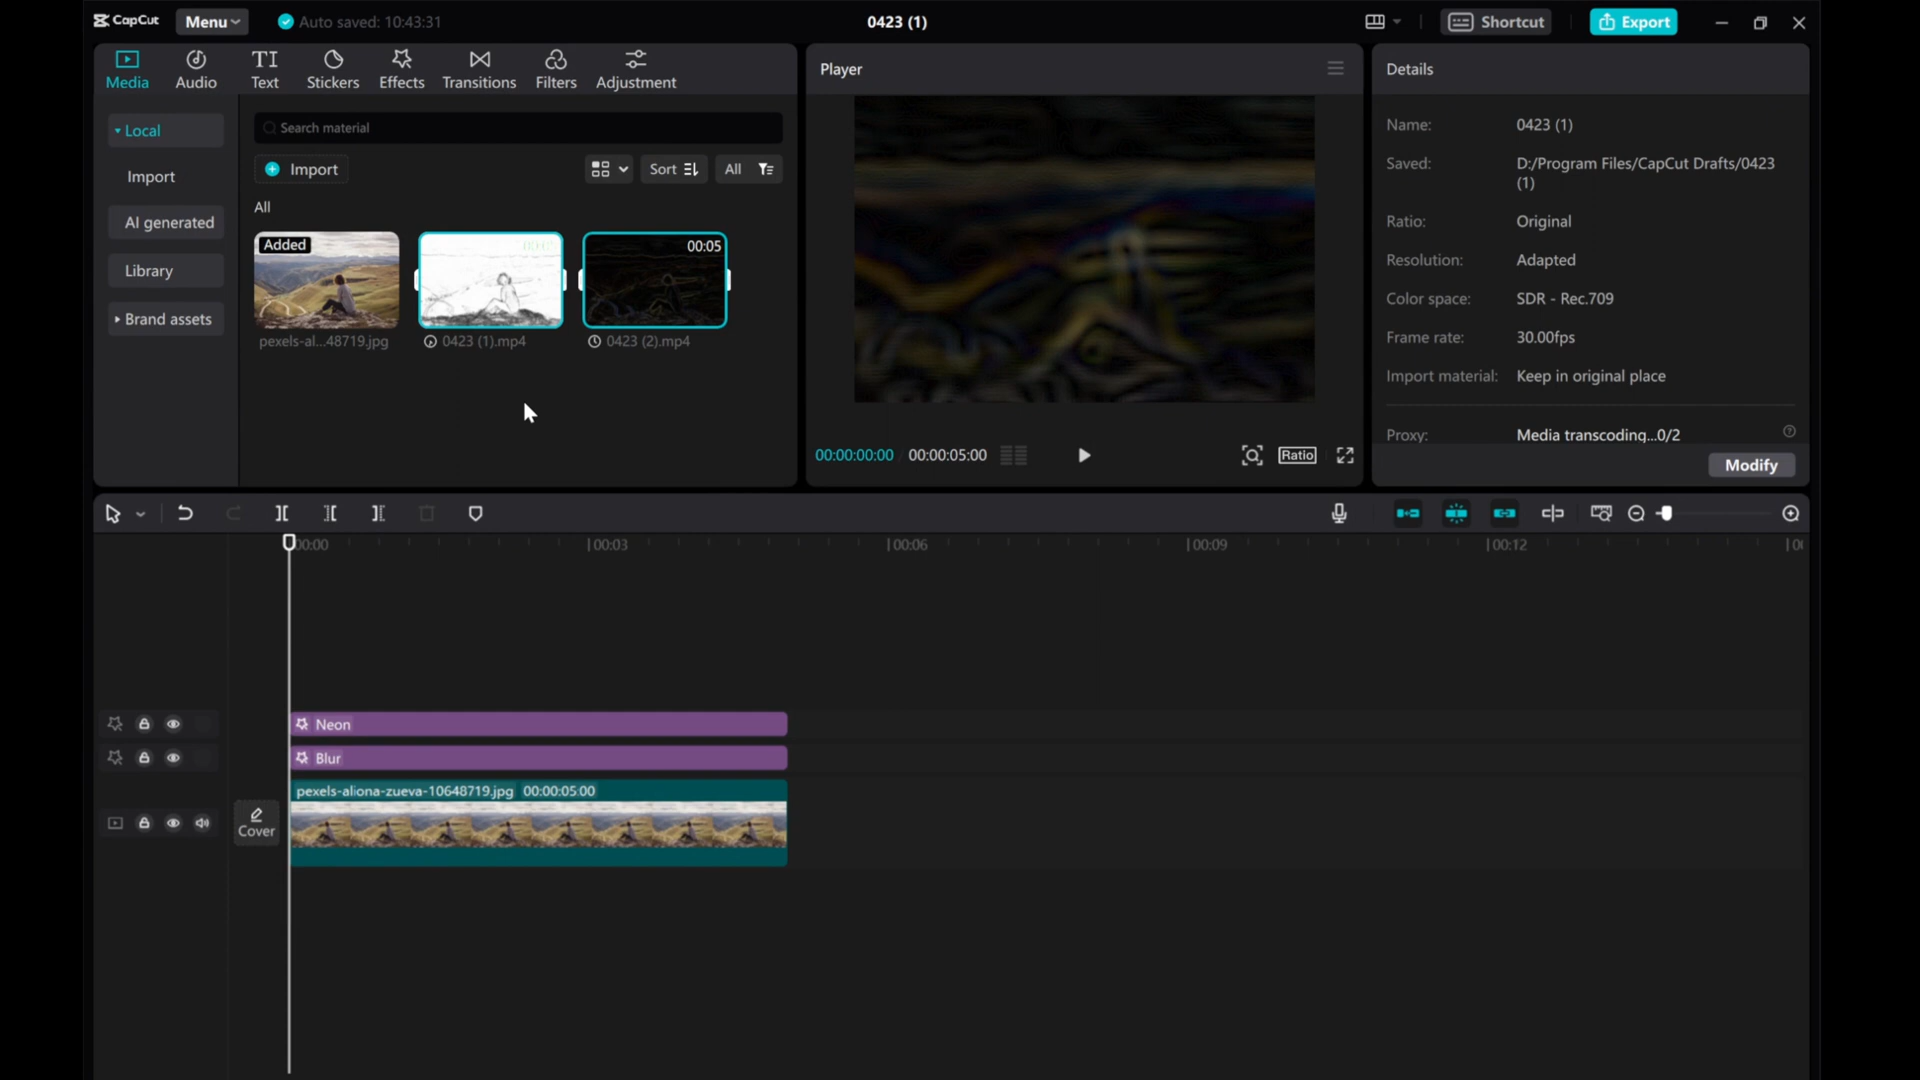 CapCut Menu Auto saved: 10:43:31 0423 (1) Shortcut Export
Media Audio Text Stickers Effects Transitions Filters Adjustment
Player
Details
Local
Import
AI generated
Library
Brand assets
Search material
Import Sort All
All
Added
00:05
pexels-al...48719.jpg 0423 (1).mp4 0423 (2).mp4
00:00:00:00 00:00:05:00 Ratio
Name: 0423 (1)
Saved: D:/Program Files/CapCut Drafts/0423
(1)
Ratio: Original
Resolution: Adapted
Color space: SDR - Rec.709
Frame rate: 30.00fps
Import material: Keep in original place
Proxy: Media transcoding...0/2
Modify
00:00 00:03 00:06 00:09 00:12
Neon
Blur
pexels-aliona-zueva-10648719.jpg 00:00:05:00
Cover